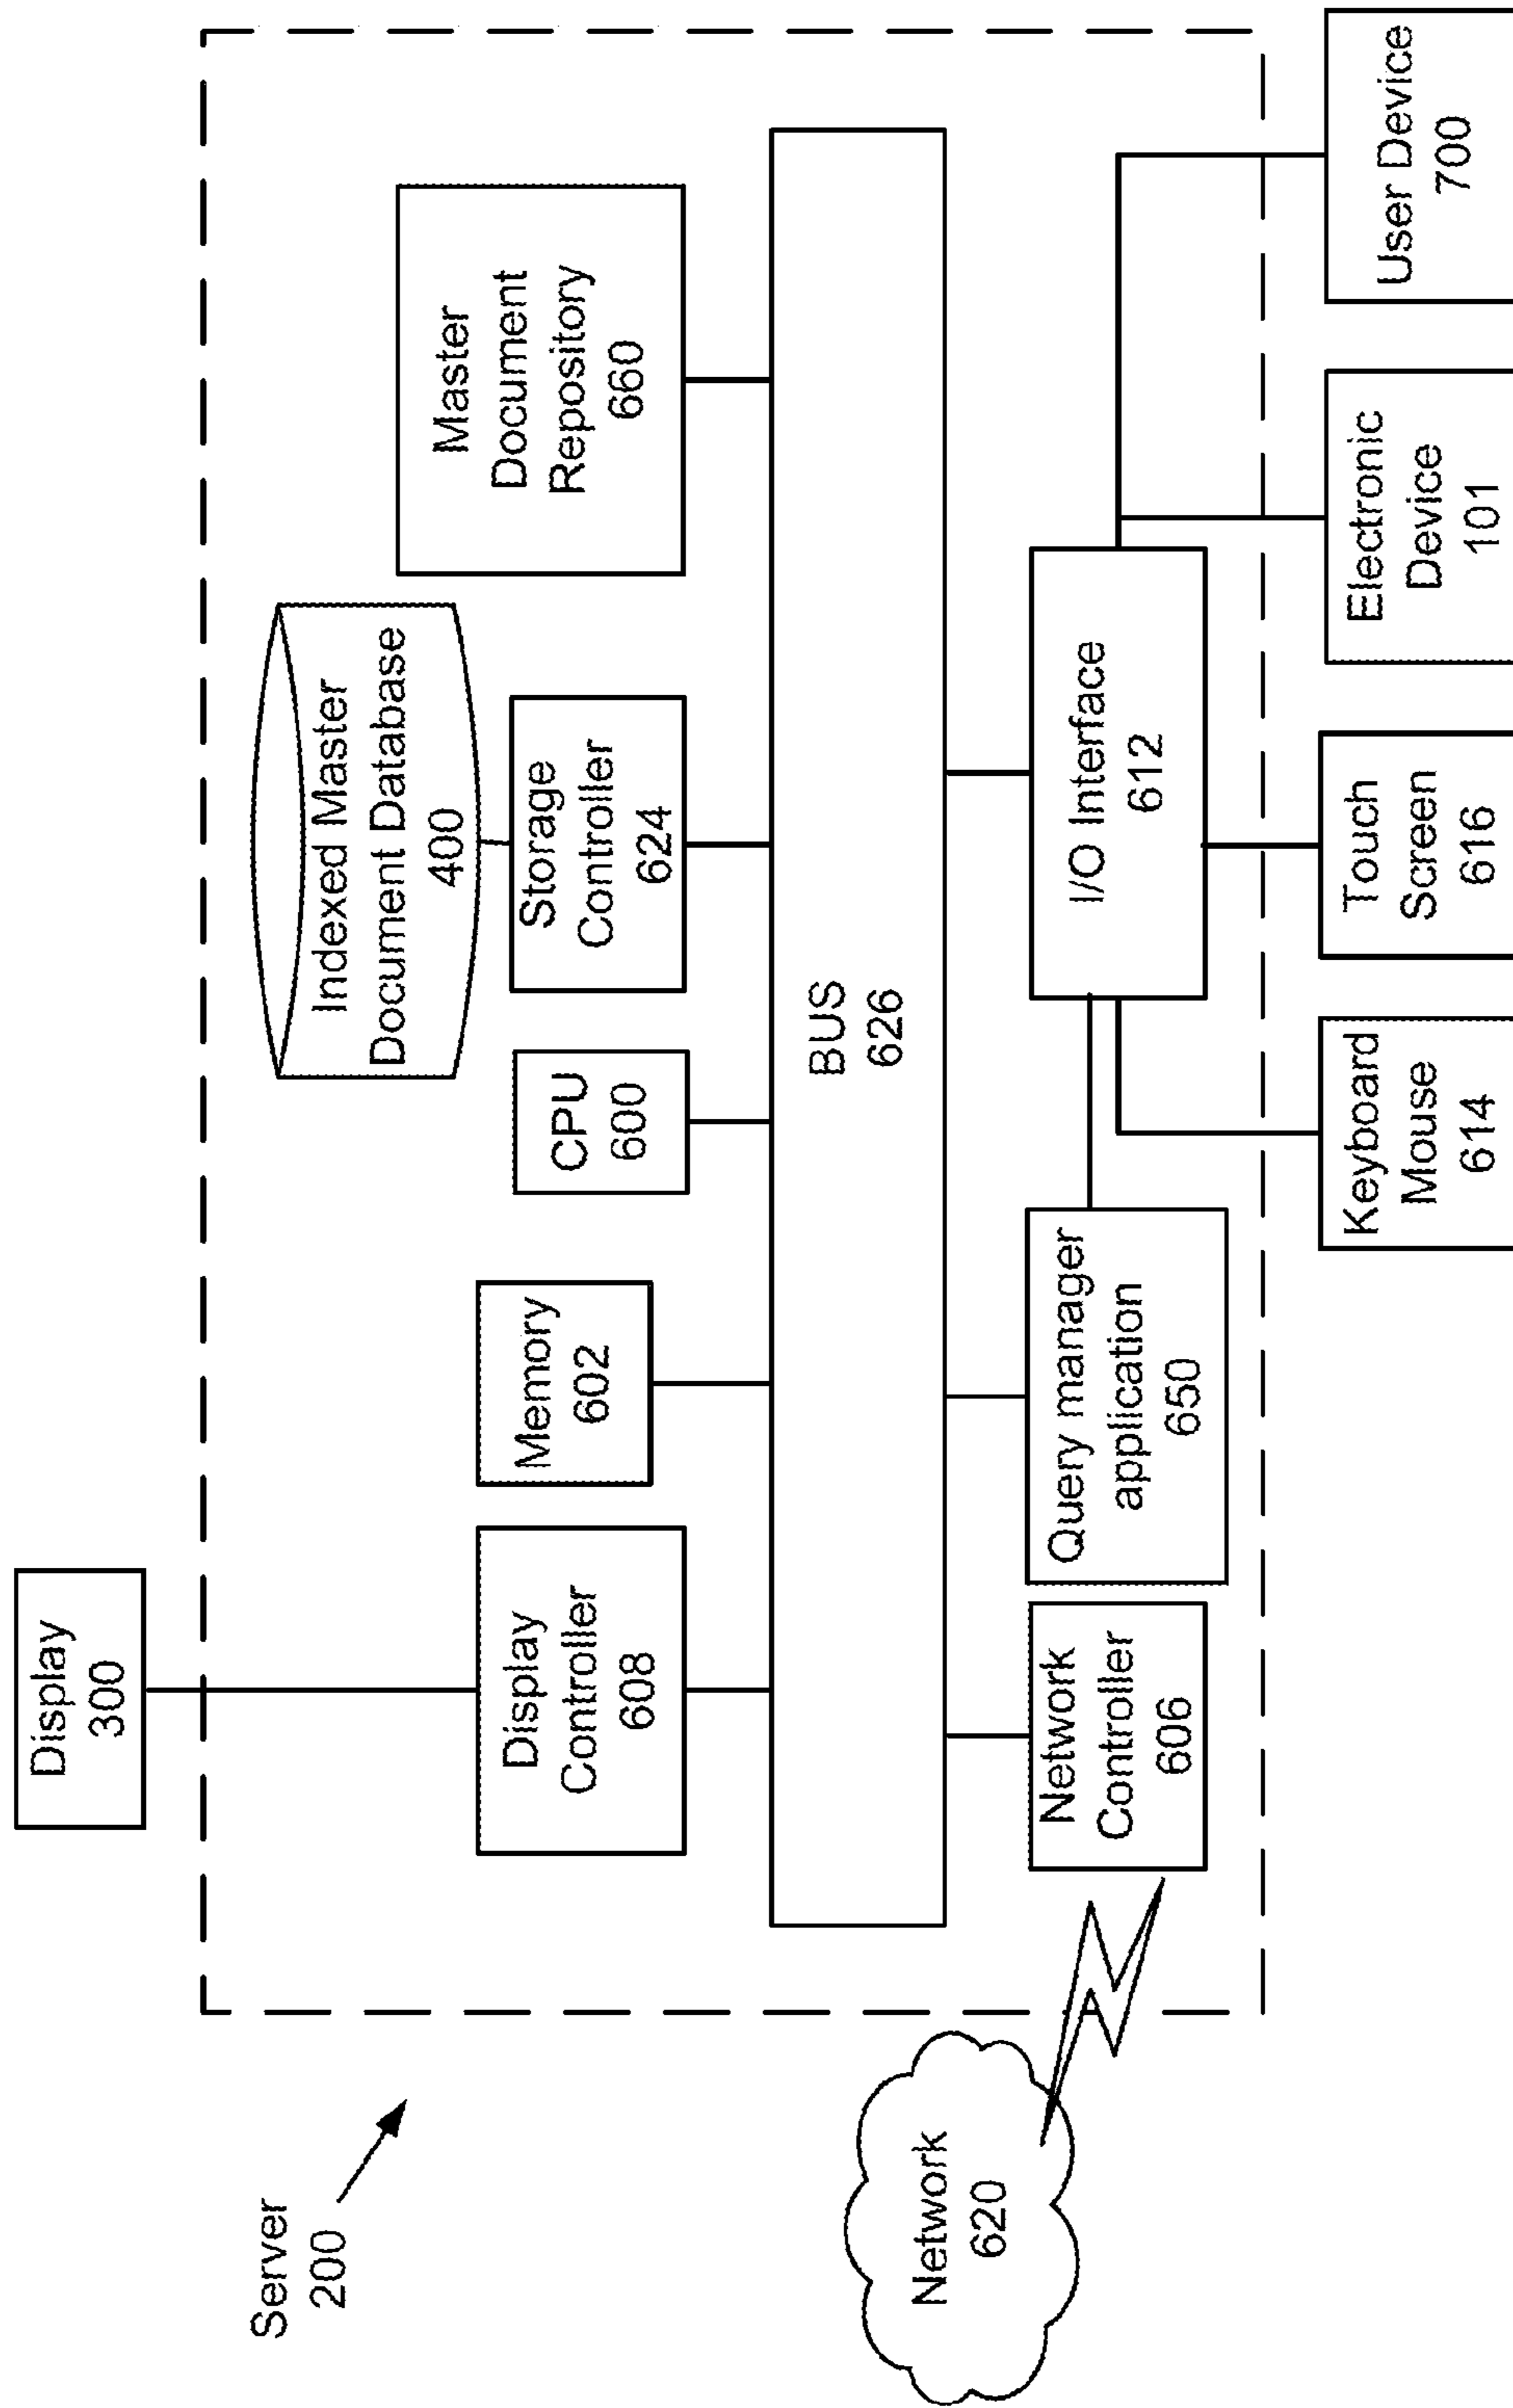 Server
200
Display
300
Display
Controller
608
Memory
602
CPU
600
Indexed Master
Document Database
400
Storage
Controller
624
Master
Document
Repository
660
BUS
626
Network
620
Network
Controller
606
Query manager
application
650
I/O Interface
612
Keyboard
Mouse
614
Touch
Screen
616
Electronic
Device
101
User Device
700